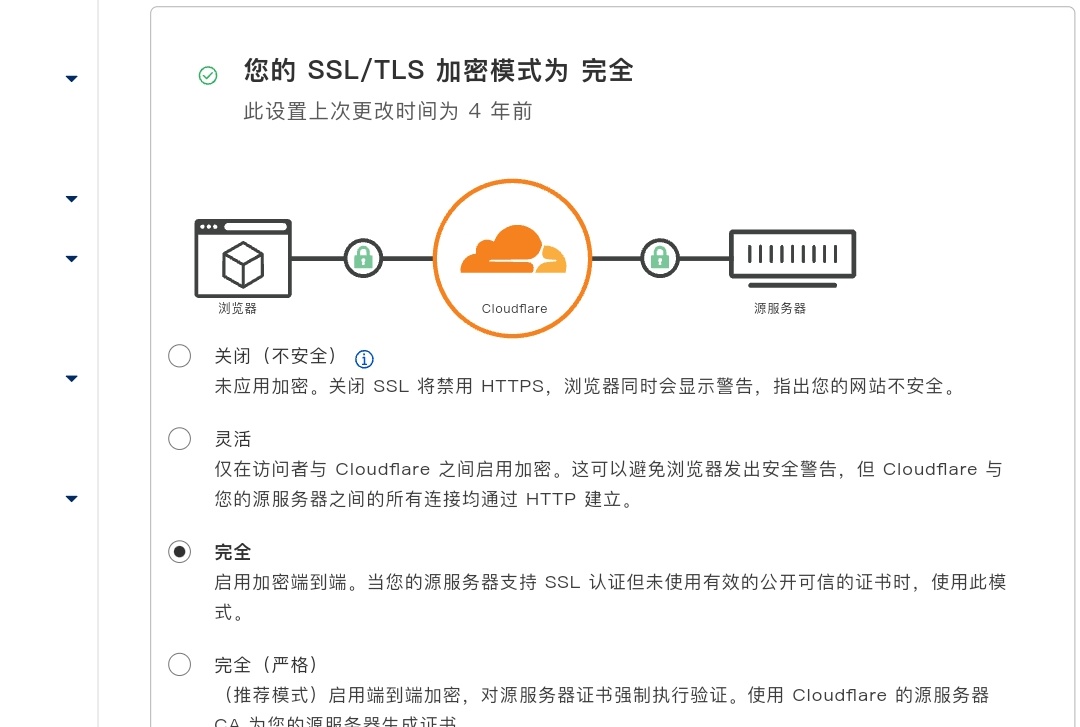 您的 SSL/TLS 加密模式为 完全
此设置上次更改时间为 4 年前
浏览器
Cloudflare
源服务器
关闭（不安全）
未应用加密。关闭 SSL 将禁用 HTTPS，浏览器同时会显示警告，指出您的网站不安全。
灵活
仅在访问者与 Cloudflare 之间启用加密。这可以避免浏览器发出安全警告，但 Cloudflare 与
您的源服务器之间的所有连接均通过 HTTP 建立。
完全
启用加密端到端。当您的源服务器支持 SSL 认证但未使用有效的公开可信的证书时，使用此模
式。
完全（严格）
（推荐模式）启用端到端加密，对源服务器证书强制执行验证。使用 Cloudflare 的源服务器
CA 为您的源服务器生成证书